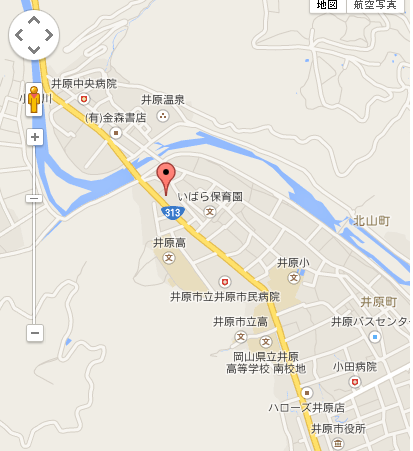 地図
航空写真
井原中央病院
小
川
井原温泉
(有)金森書店
いばら保育園
313
北山町
井原高
井原小
井原市立井原市民病院
井原町
井原市立高
井原バスセンター
岡山県立井原
高等学校 南校地
小田病院
ハローズ井原店
井原市役所